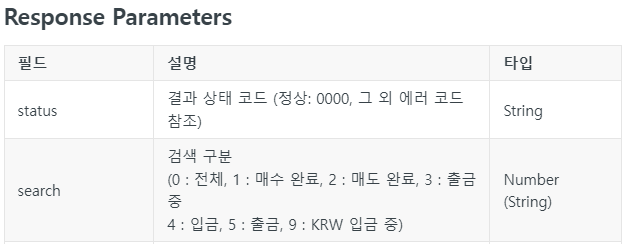 Response Parameters
필드 설명 타입
status 결과 상태 코드 (정상: 0000, 그 외 에러 코드 참조) String
search 검색 구분
(0 : 전체, 1 : 매수 완료, 2 : 매도 완료, 3 : 출금 중
4 : 입금, 5 : 출금, 9 : KRW 입금 중) Number (String)